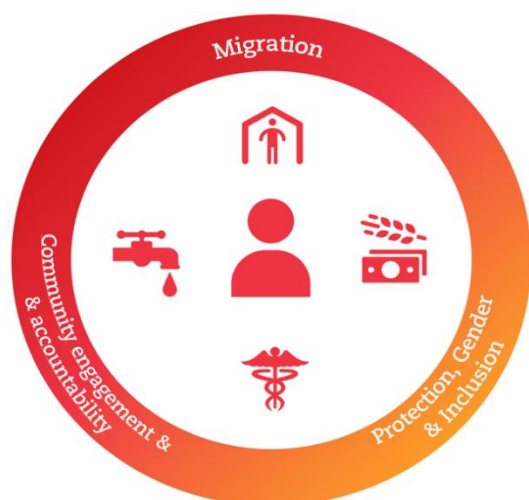 Migration
Community engagement &
& accountability
Protection, Gender
& Inclusion